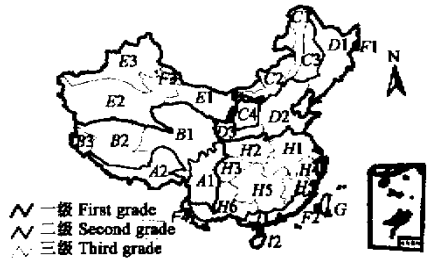 C1
D1
F1
N
E3
F3
C2
C3
E1
E2
C4
D2
B1
D3
B3
B2
H2
H1
A2
H3
H4
A1
H5
H6
F2
G
一级 First grade
二级 Second grade
三级 Third grade